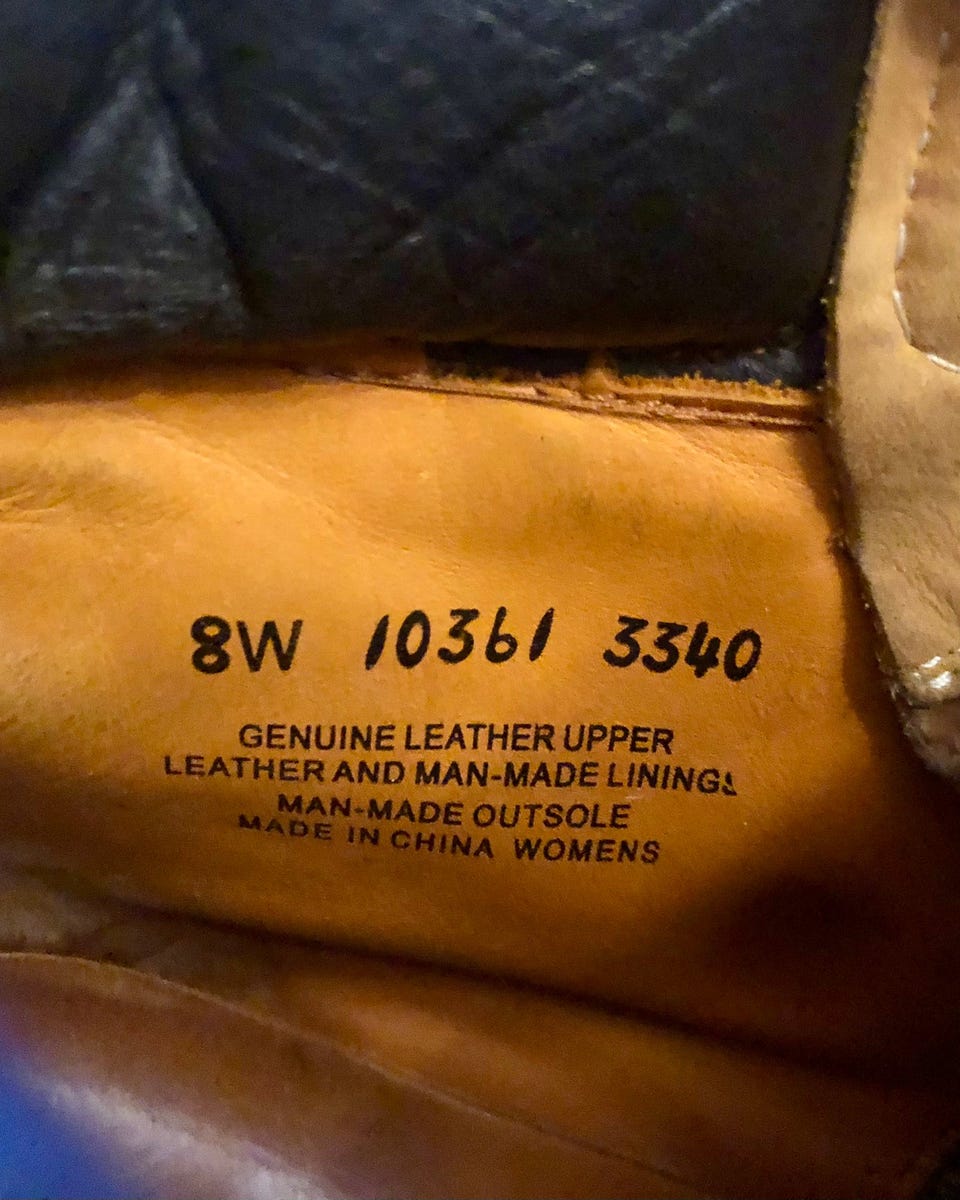 8W 10361 3340
GENUINE LEATHER UPPER
LEATHER AND MAN-MADE LININGS
MAN-MADE OUTSOLE
MADE IN CHINA WOMENS